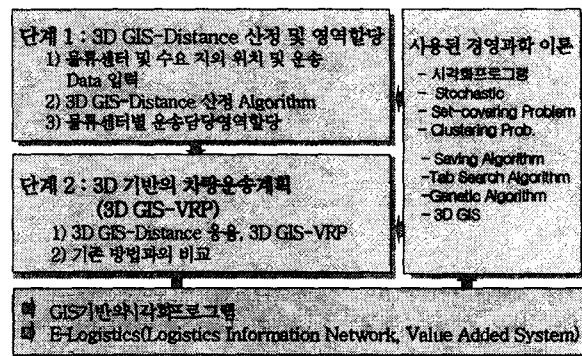 단계 1 : 3D GIS-Distance 산정 및 영역할당
1) 물류센터 및 수요 지의 위치 및 운송
Data 입력
2) 3D GIS-Distance 산정 Algorithm
3) 물류센터별 운송담당영역할당
단계 2 : 3D 기반의 차량운송계획
(3D GIS-VRP)
1) 3D GIS-Distance 응용, 3D GIS-VRP
2) 기존 방법과의 비교
사용된 경영과학 이론
- 시각화프로그램
- Stochastic
- Set-covering Problem
- Clustering Prob.
- Saving Algorithm
- Tab Search Algorithm
- Genetic Algorithm
- 3D GIS
GIS기반의시각화프로그램
E-Logistics(Logistics Information Network, Value Added System)